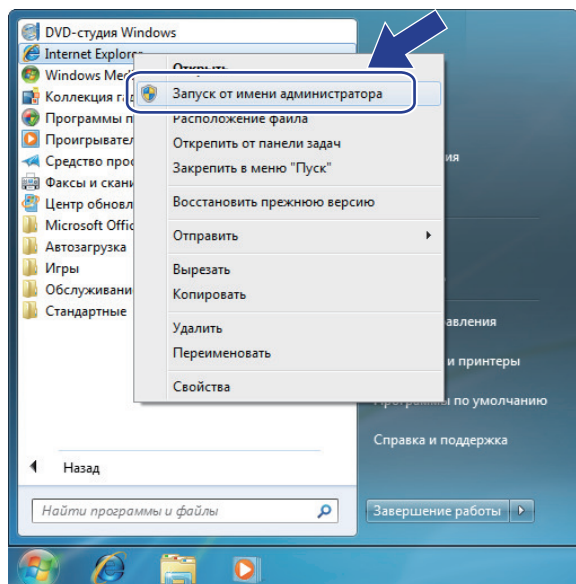 DVD-студия Windows
Internet Explorer
Windows Med
Коллекция га
Программы п
Проигрывател
Средство прос
Факсы и скани
Центр обновл
Microsoft Offic
Автозагрузка
Игры
Обслуживани
Стандартные
Назад
Найти программы и файлы
Открыть
Запуск от имени администратора
Расположение файла
Открепить от панели задач
Закрепить в меню "Пуск"
Восстановить прежнюю версию
Отправить
Вырезать
Копировать
Удалить
Переименовать
Свойства
ия
авления
и принтеры
Программы по умолчанию
Справка и поддержка
Завершение работы